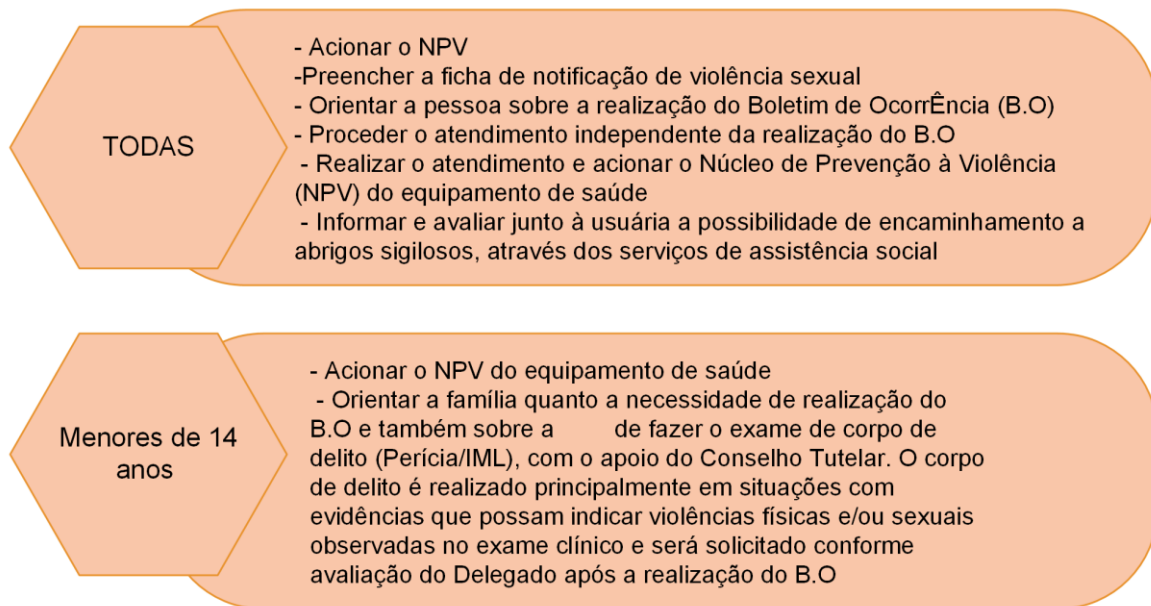 TODAS
- Acionar o NPV
-Preencher a ficha de notificação de violência sexual
- Orientar a pessoa sobre a realização do Boletim de OcorrÊncia (B.O)
- Proceder o atendimento independente da realização do B.O
- Realizar o atendimento e acionar o Núcleo de Prevenção à Violência
(NPV) do equipamento de saúde
- Informar e avaliar junto à usuária a possibilidade de encaminhamento a
abrigos sigilosos, através dos serviços de assistência social
Menores de 14
anos
- Acionar o NPV do equipamento de saúde
- Orientar a família quanto a necessidade de realização do
B.O e também sobre a de fazer o exame de corpo de
delito (Perícia/IML), com o apoio do Conselho Tutelar. O corpo
de delito é realizado principalmente em situações com
evidências que possam indicar violências físicas e/ou sexuais
observadas no exame clínico e será solicitado conforme
avaliação do Delegado após a realização do B.O